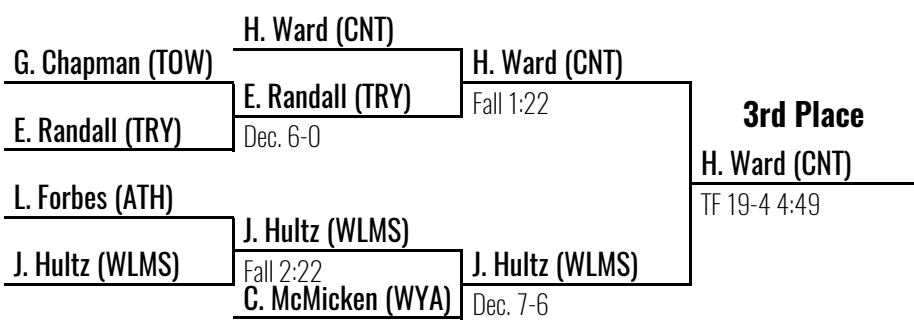 H. Ward (CNT)
G. Chapman (TOW)
H. Ward (CNT)
E. Randall (TRY)
Fall 1:22
3rd Place
E. Randall (TRY)
Dec. 6-0
H. Ward (CNT)
L. Forbes (ATH)
TF 19-4 4:49
J. Hultz (WLMS)
J. Hultz (WLMS)
Fall 2:22
J. Hultz (WLMS)
C. McMicken (WYA)
Dec. 7-6